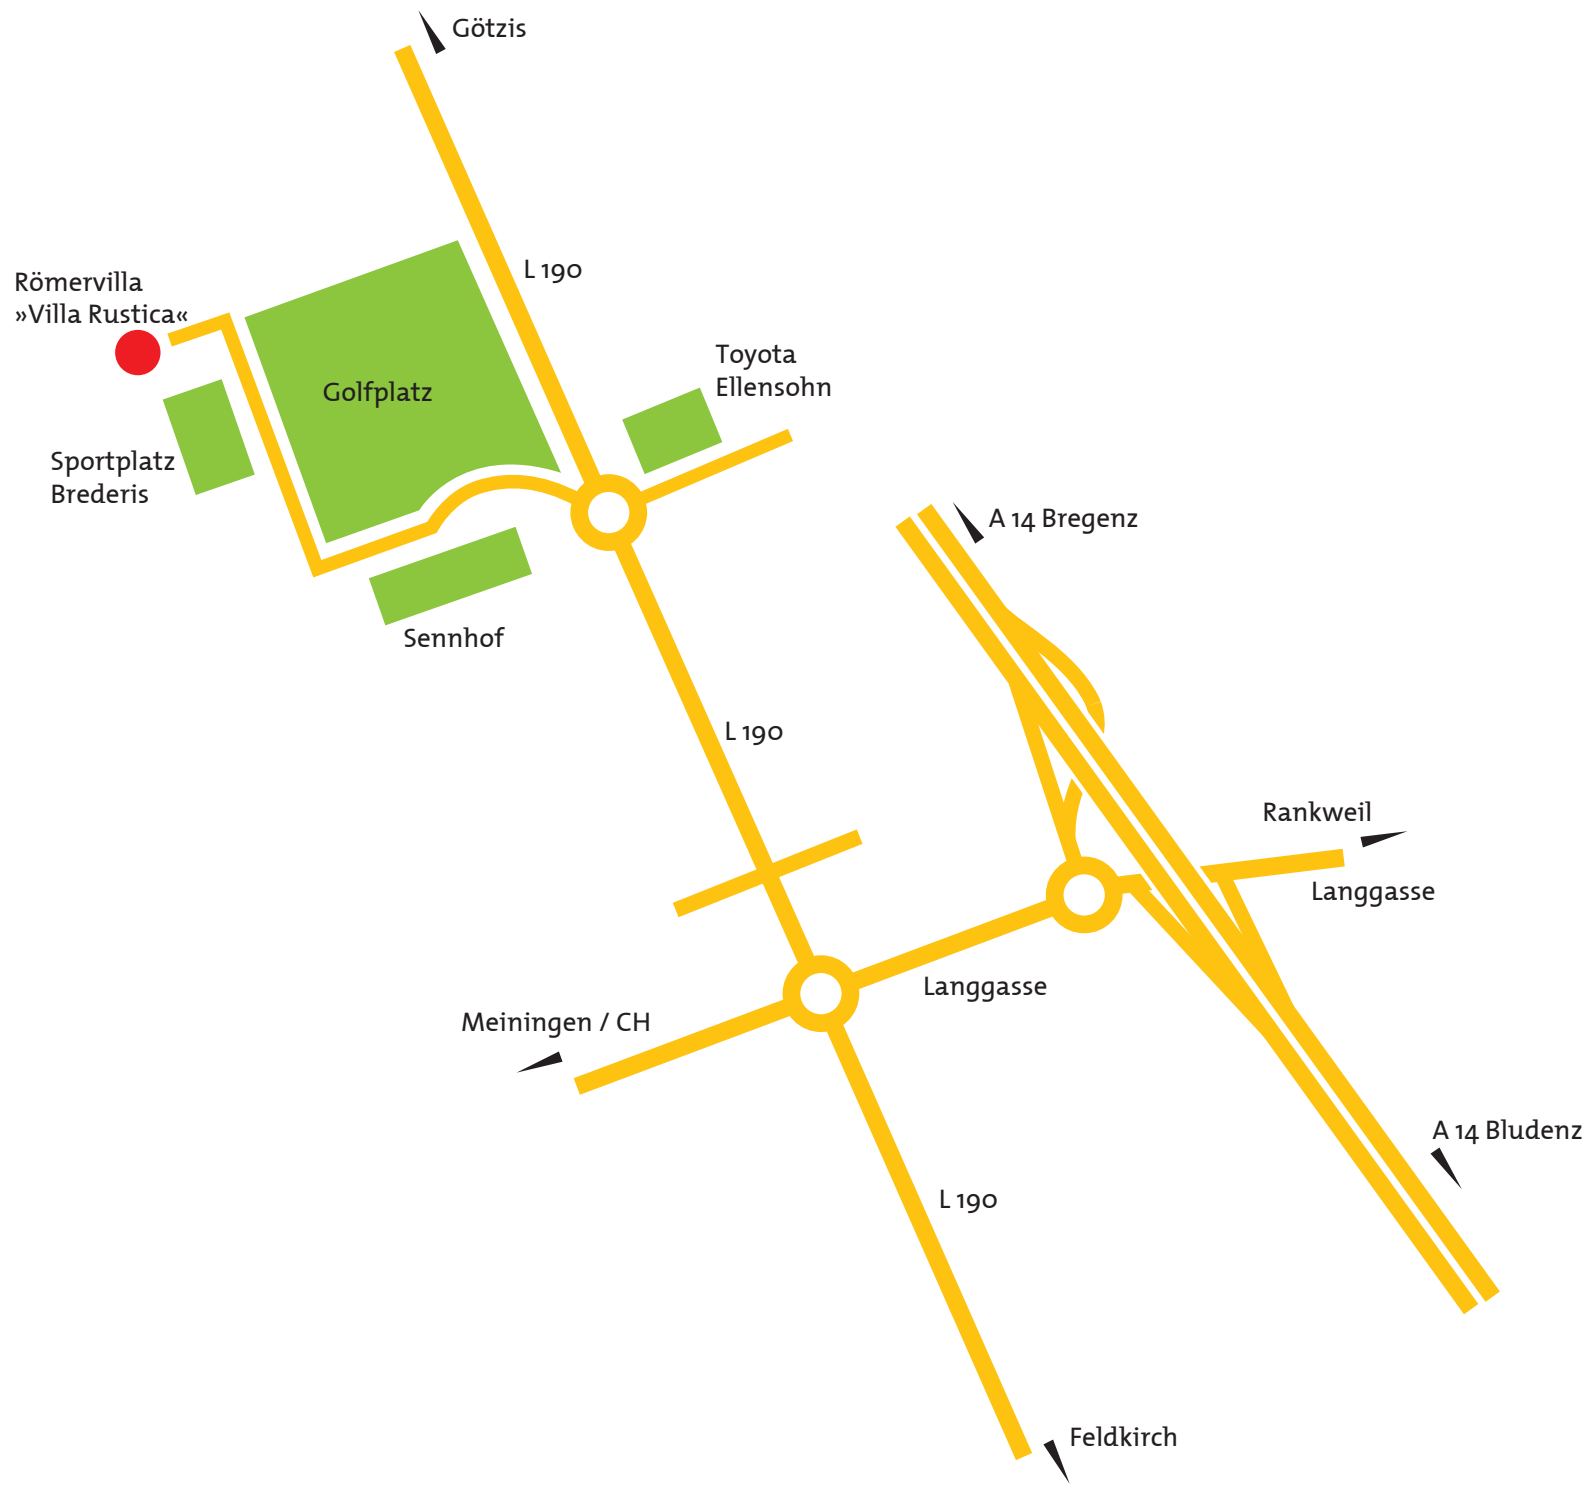 Götzis
L 190
Römervilla
»Villa Rustica«
Toyota
Ellensohn
Golfplatz
Sportplatz
Brederis
A 14 Bregenz
Sennhof
L 190
Rankweil
Langgasse
Langgasse
Meiningen / CH
A 14 Bludenz
L 190
Feldkirch